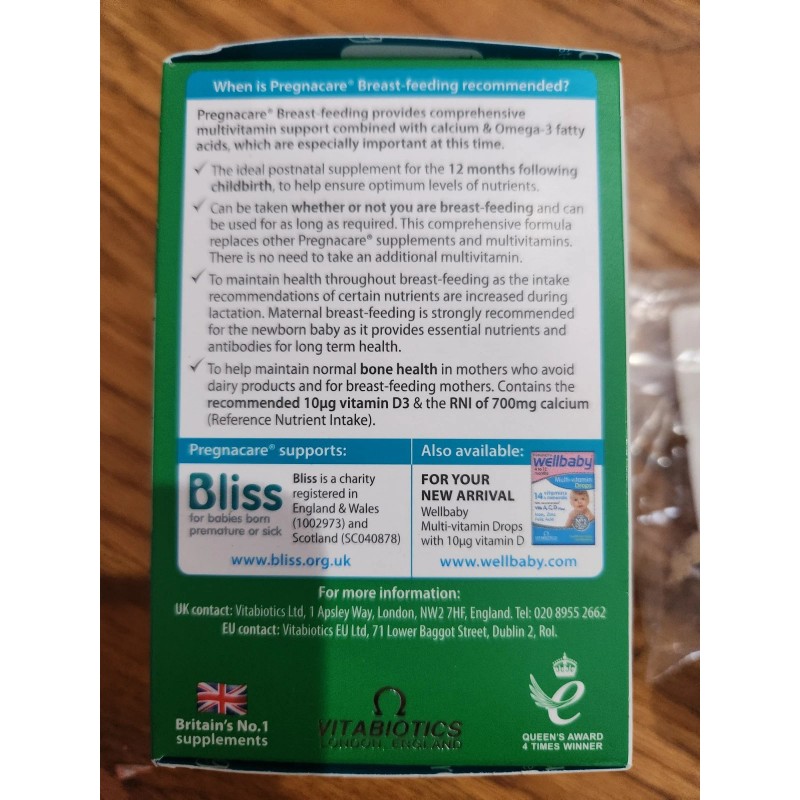 When is Pregnacare® Breast-feeding recommended?
Pregnacare® Breast-feeding provides comprehensive
multivitamin support combined with calcium & Omega-3 fatty
acids, which are especially important at this time.
✓ The ideal postnatal supplement for the 12 months following
childbirth, to help ensure optimum levels of nutrients.
✓ Can be taken whether or not you are breast-feeding and can
be used for as long as required. This comprehensive formula
replaces other Pregnacare® supplements and multivitamins.
There is no need to take an additional multivitamin.
✓ To maintain health throughout breast-feeding as the intake
recommendations of certain nutrients are increased during
lactation. Maternal breast-feeding is strongly recommended
for the newborn baby as it provides essential nutrients and
antibodies for long term health.
✓ To help maintain normal bone health in mothers who avoid
dairy products and for breast-feeding mothers. Contains the
recommended 10µg vitamin D3 & the RNI of 700mg calcium
(Reference Nutrient Intake).
Pregnacare® supports:
Bliss
for babies born
premature or sick
Bliss is a charity
registered in
England & Wales
(1002973) and
Scotland (SC040878)
www.bliss.org.uk
Also available:
FOR YOUR
NEW ARRIVAL
Wellbaby
Multi-vitamin Drops
with 10µg vitamin D
wellbaby
Multi-vitamin
Drops
14
VITABIOTICS
www.wellbaby.com
For more information:
UK contact: Vitabiotics Ltd, 1 Apsley Way, London, NW2 7HF, England. Tel: 020 8955 2662
EU contact: Vitabiotics EU Ltd, 71 Lower Baggot Street, Dublin 2, RoI.
Britain's No.1
supplements
VITABIOTICS
LONDON, ENGLAND
QUEEN'S AWARD
4 TIMES WINNER